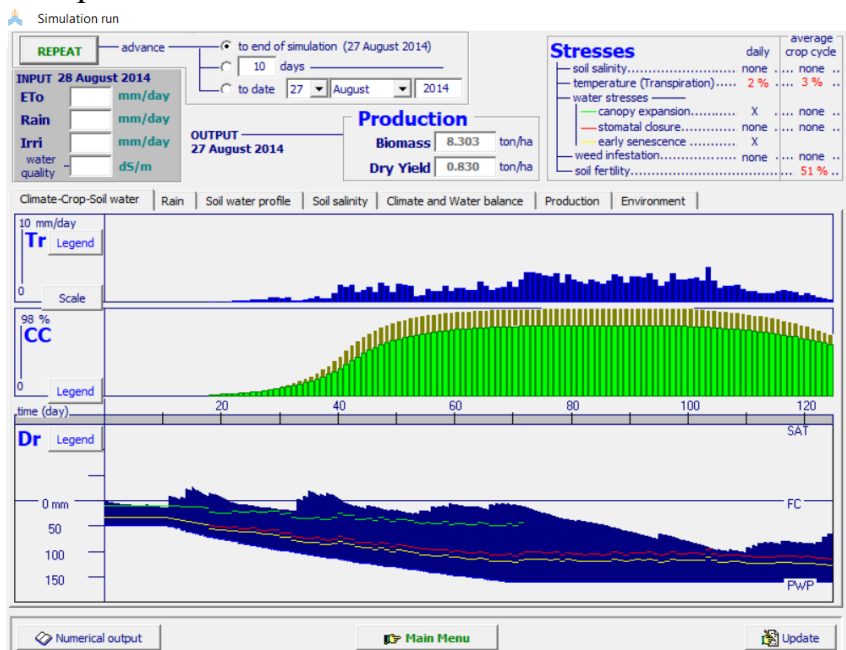 Simulation run
REPEAT
advance
to end of simulation (27 August 2014)
10 days
to date 27 August 2014
INPUT 28 August 2014
ETo mm/day
Rain mm/day
Irri mm/day
water quality dS/m
OUTPUT
27 August 2014
Production
Biomass 8.303 ton/ha
Dry Yield 0.830 ton/ha
Stresses
daily
average
crop cycle
soil salinity............................ none .... none ..
temperature (Transpiration)..... 2 % .... 3 % ..
water stresses
canopy expansion........... X .... none ..
stomatal closure............. none .... none ..
early senescence ........... X ....
weed infestation................ none .... none ..
soil fertility.................................... 51 % ..
Climate-Crop-Soil water
Rain
Soil water profile
Soil salinity
Climate and Water balance
Production
Environment
10 mm/day
Tr Legend
0
Scale
98 %
CC
0
Legend
time (day)
20 40 60 80 100 120
Dr Legend
SAT
0 mm
FC
50
100
150
PWP
Numerical output
Main Menu
Update